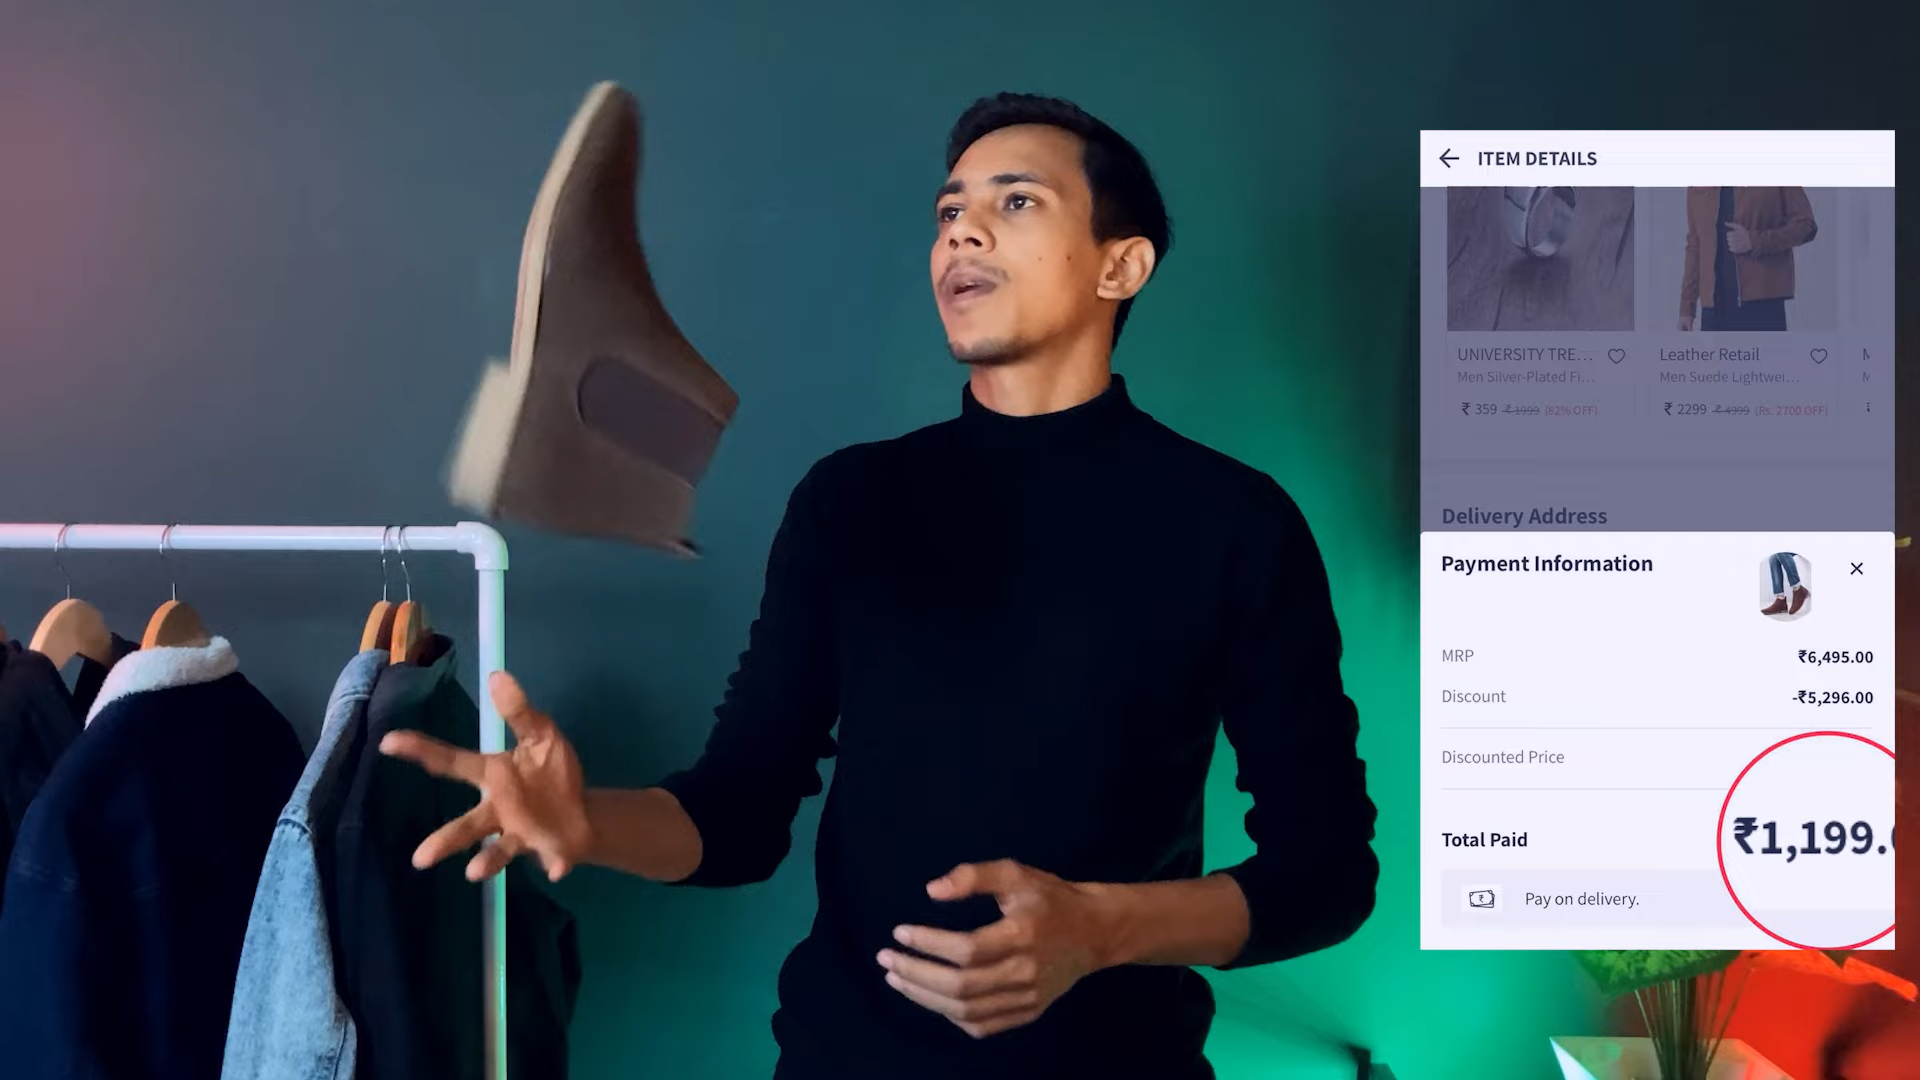 ← ITEM DETAILS
UNIVERSITY TRE...
Men Silver-Plated Fi...
₹ 359 ₹ 1999 (82% OFF)
Leather Retail
Men Suede Lightwei...
₹ 2299 ₹ 4999 (Rs. 2700 OFF)
Delivery Address
Payment Information
MRP ₹6,495.00
Discount -₹5,296.00
Discounted Price
Total Paid ₹1,199.
Pay on delivery.